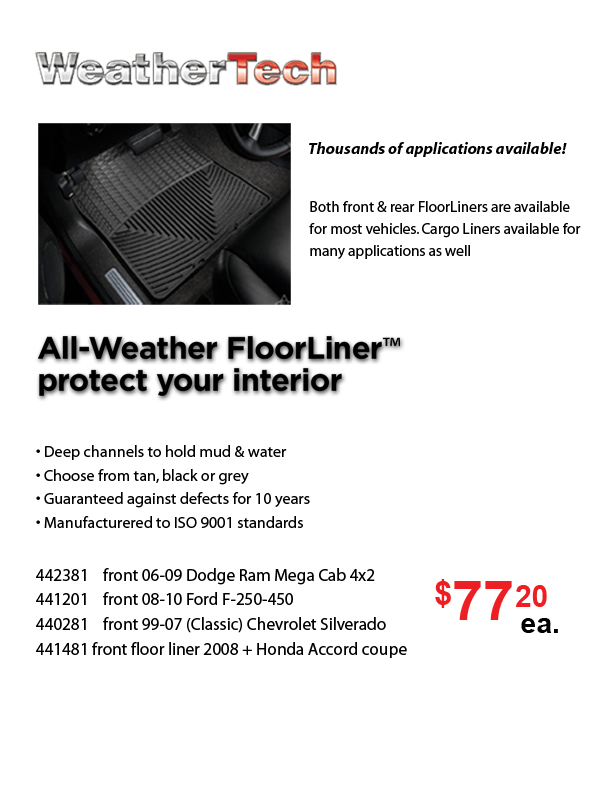 WeatherTech
Thousands of applications available!
Both front & rear FloorLiners are available
for most vehicles. Cargo Liners available for
many applications as well
All-Weather FloorLiner™
protect your interior
• Deep channels to hold mud & water
• Choose from tan, black or grey
• Guaranteed against defects for 10 years
• Manufacturered to ISO 9001 standards
442381 front 06-09 Dodge Ram Mega Cab 4x2
441201 front 08-10 Ford F-250-450
440281 front 99-07 (Classic) Chevrolet Silverado
441481 front floor liner 2008 + Honda Accord coupe
$77 20
ea.